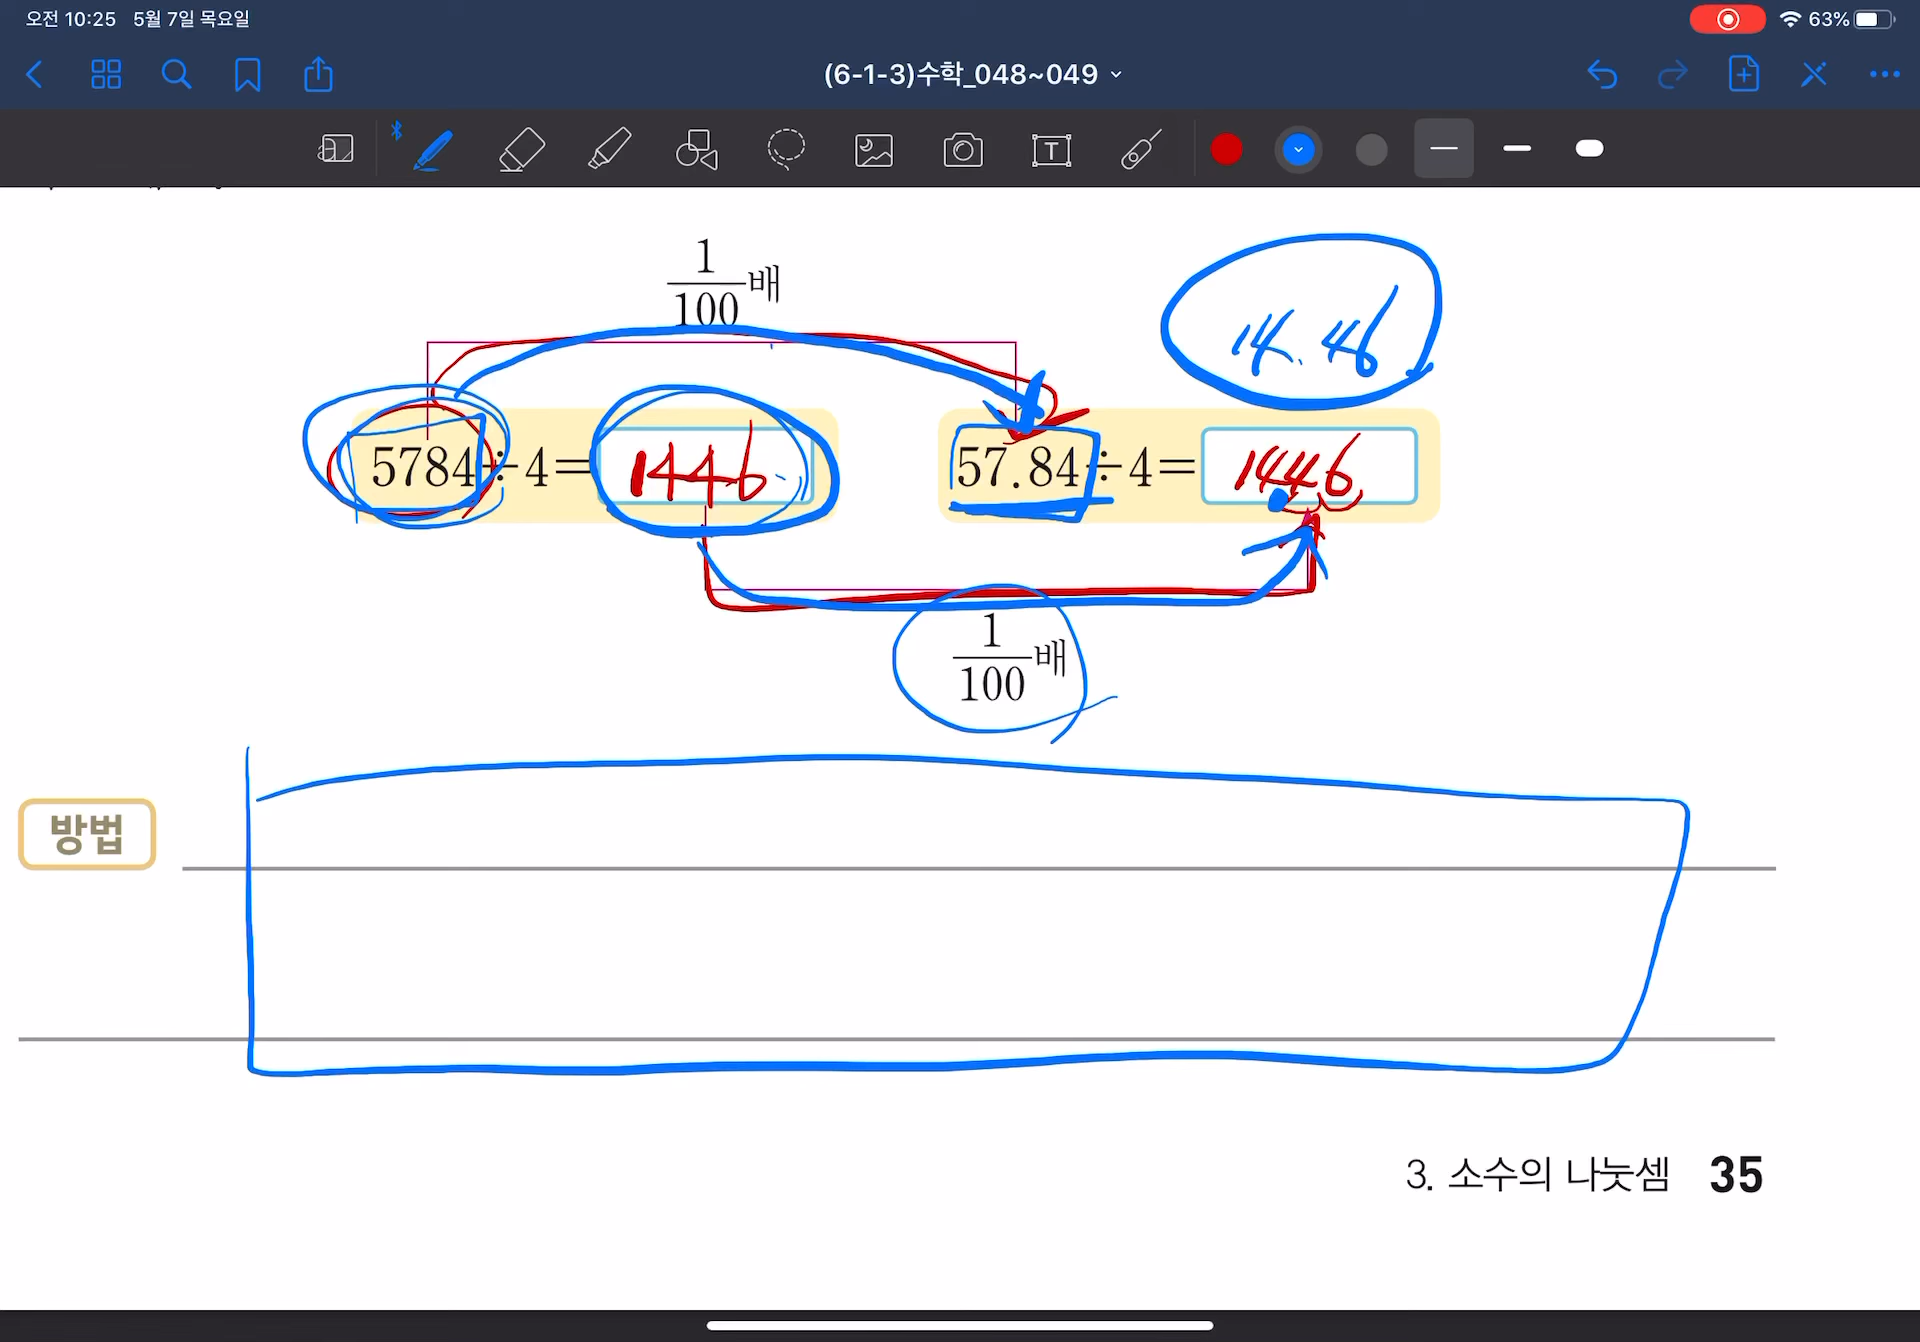 오전 10:25 5월 7일 목요일
63%
(6-1-3)수학_048~049
1/100배
14.46
5784÷4=1446
57.84÷4=14.46
1/100배
방법
3. 소수의 나눗셈 35